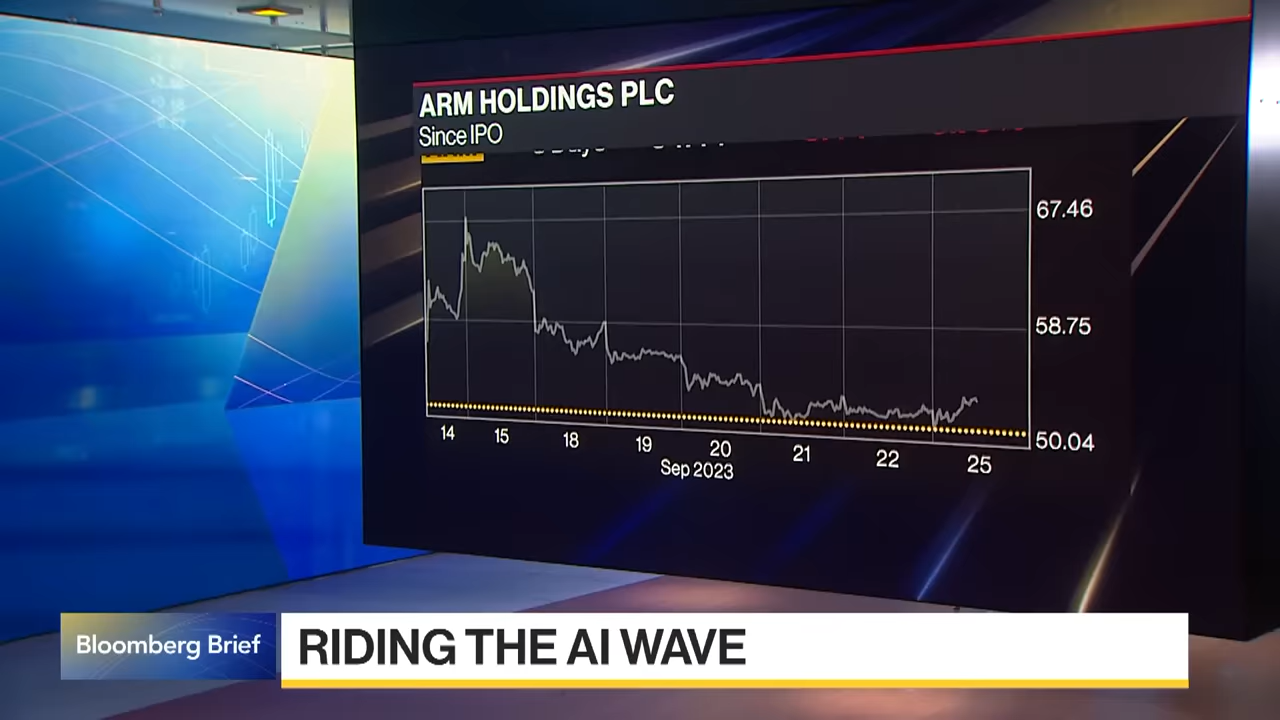 ARM HOLDINGS PLC
Since IPO
67.46
58.75
50.04
14 15 18 19 20 21 22 25
Sep 2023
Bloomberg Brief
RIDING THE AI WAVE